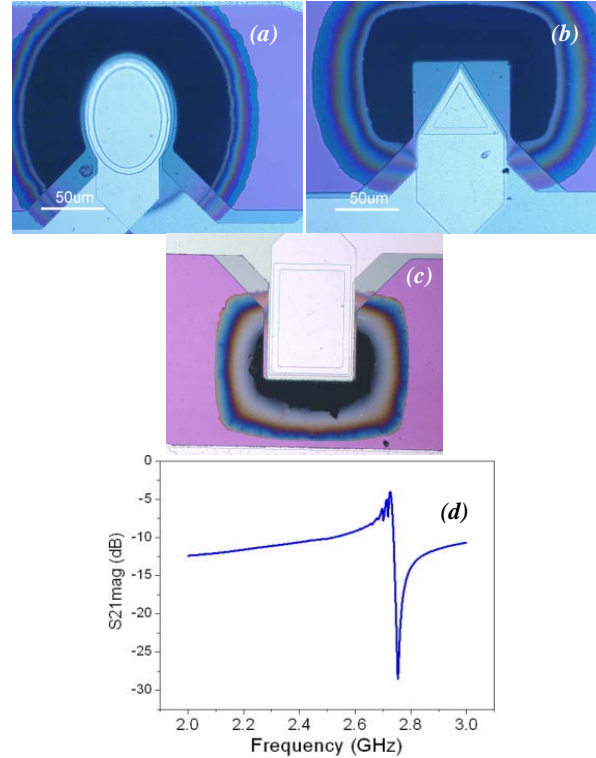 (a)
50um
(b)
50um
(c)
(d)
0
-5
-10
-15
-20
-25
-30
S21mag (dB)
2.0 2.2 2.4 2.6 2.8 3.0
Frequency (GHz)